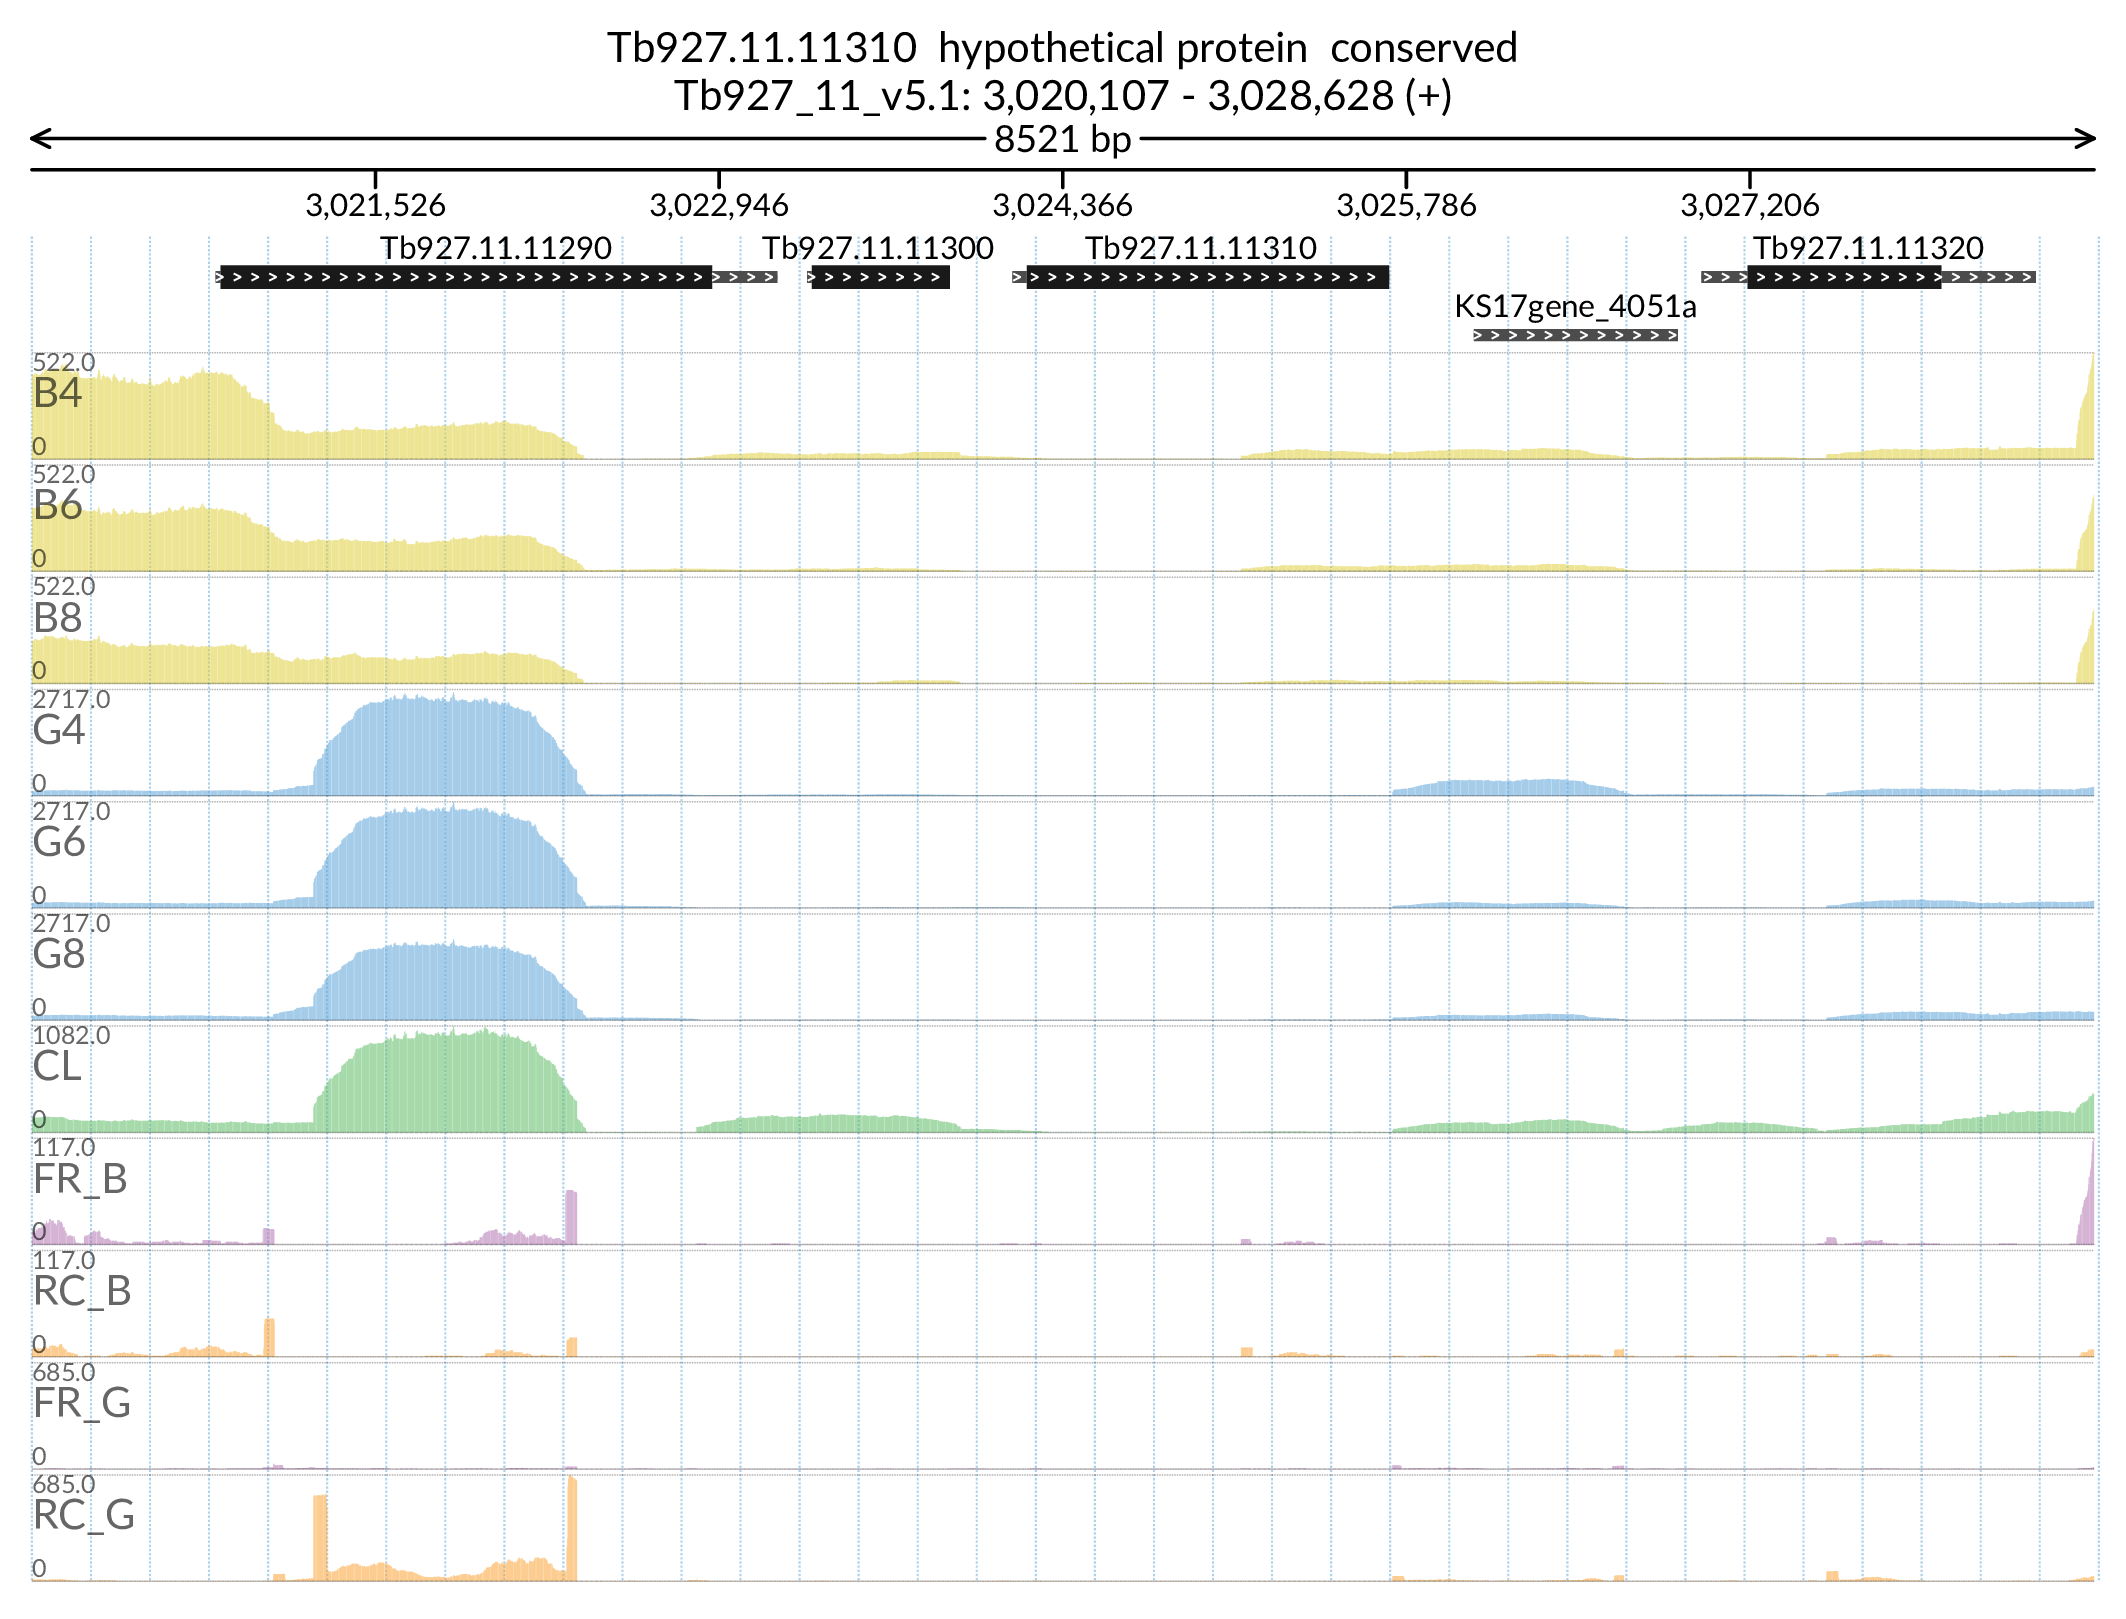 Tb927.11.11310 hypothetical protein conserved
Tb927_11_v5.1: 3,020,107 - 3,028,628 (+)
8521 bp
3,021,526 3,022,946 3,024,366 3,025,786 3,027,206
Tb927.11.11290 Tb927.11.11300 Tb927.11.11310 Tb927.11.11320
KS17gene_4051a
522.0
B4
0
522.0
B6
0
522.0
B8
0
2717.0
G4
0
2717.0
G6
0
2717.0
G8
0
1082.0
CL
0
117.0
FR_B
0
117.0
RC_B
0
685.0
FR_G
0
685.0
RC_G
0